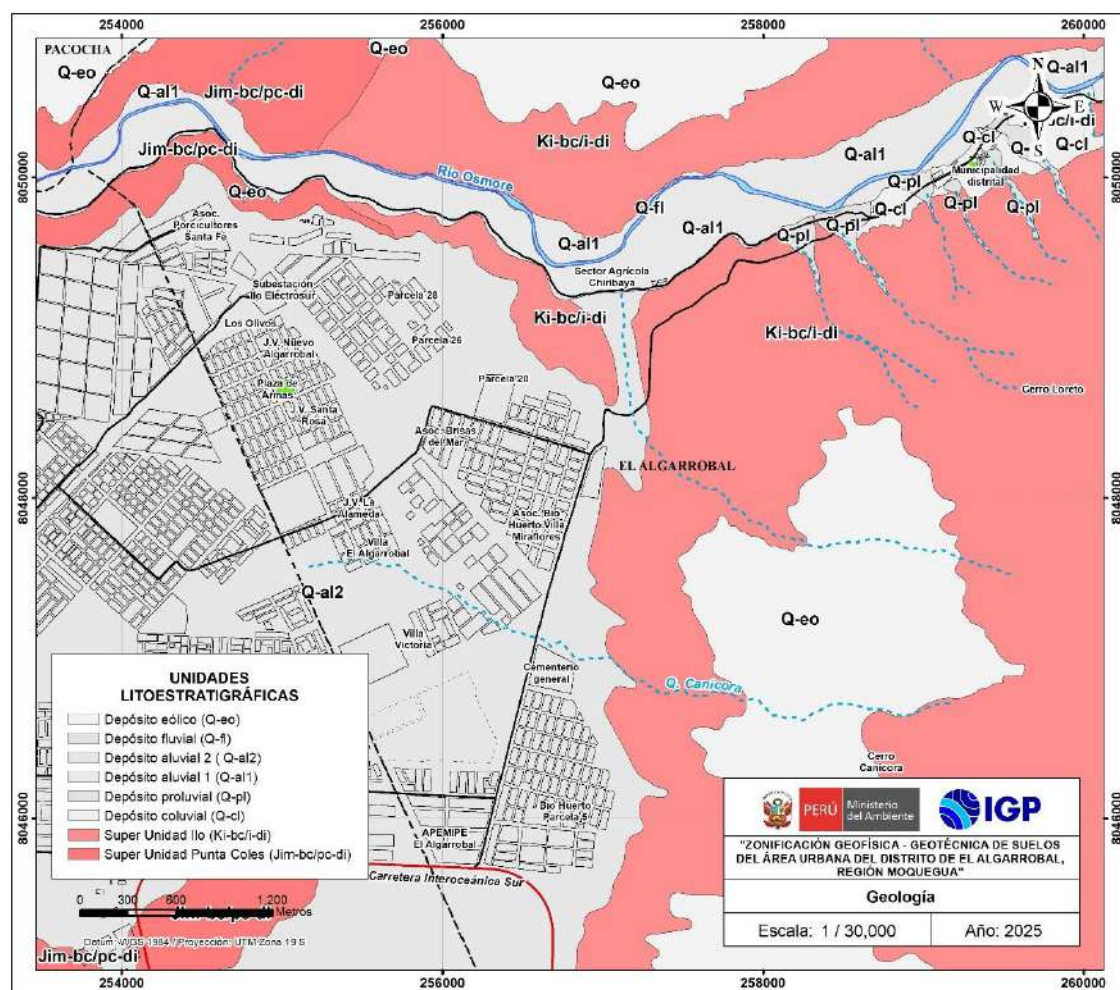 254000
256000
258000
260000
PACOCHA
Q-eo
Q-eo
Q-eo
Q-al1
Jim-bc/pc-di
Ki-bc/i-di
N
W
E
S
Q-al1
bc/i-di
Q-cl
Q-
Q-cl
Jim-bc/pc-di
Q-al1
Municipalidad
distrital
8050000
8050000
Río Osmore
Q-pl
Q-eo
Q-fl
Q-cl
Q-pl
Q-pl
Asoc.
Porcicultores
Santa Fé
Q-al1
Q-al1
Q-pl
Q-pl
Sector Agrícola
Chiribaya
Subestación
Ilo Electrosur
Parcela 28
Ki-bc/i-di
Ki-bc/i-di
Los Olivos
J.V. Nuevo
Algarrobal
Parcela 26
Plaza de
Armas
Parcela 20
Cerro Loreto
J.V. Santa
Rosa
Asoc. Brisas
del Mar
EL ALGARROBAL
8048000
8048000
J.V. La
Alameda
Asoc. Bio
Huerto Villa
Miraflores
Villa
El Algarrobal
Q-al2
Q-eo
Villa
Victoria
Cementerio
general
Q. Canicora
Cerro
Canicora
UNIDADES
LITOESTRATIGRÁFICAS
Depósito eólico (Q-eo)
Depósito fluvial (Q-fl)
Depósito aluvial 2 ( Q-al2)
Depósito aluvial 1 (Q-al1)
Depósito proluvial (Q-pl)
Depósito coluvial (Q-cl)
Super Unidad Ilo (Ki-bc/i-di)
Super Unidad Punta Coles (Jim-bc/pc-di)
Bio Huerto
Parcela 5
APEMIPE
El Algarrobal
8046000
8046000
Carretera Interoceánica Sur
0 300 600 1,200
Metros
Jim-bc/pc-di
Datum: WGS 1984 / Proyección: UTM Zona 19 S
Jim-bc/pc-di
PERÚ
Ministerio
del Ambiente
IGP
"ZONIFICACIÓN GEOFÍSICA - GEOTÉCNICA DE SUELOS
DEL ÁREA URBANA DEL DISTRITO DE EL ALGARROBAL,
REGIÓN MOQUEGUA"
Geología
Escala: 1 / 30,000
Año: 2025
254000
256000
258000
260000